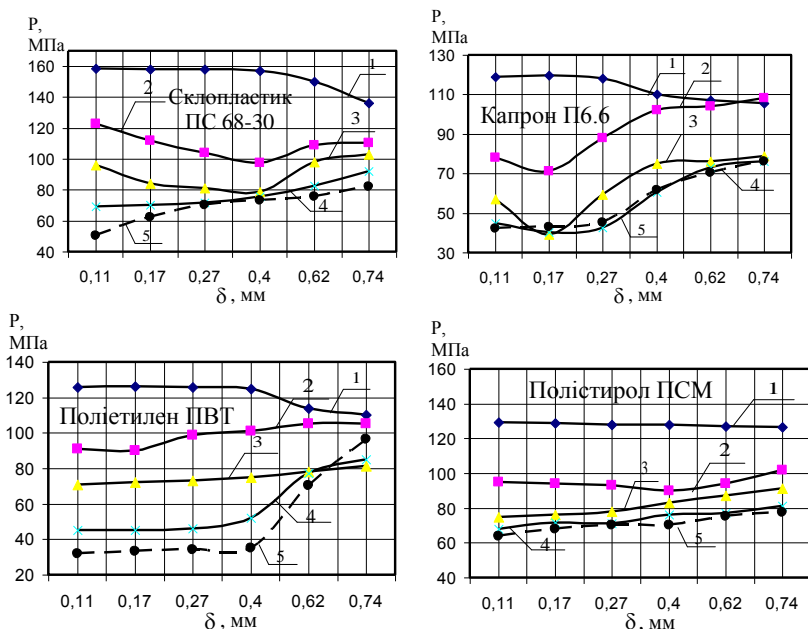 P,
МПа
160
140
120
100
80
60
40
Склопластик
ПС 68-30
1
2
3
4
5
0,11 0,17 0,27 0,4 0,62 0,74
δ , мм
P,
МПа
130
110
90
70
50
30
Капрон П6.6
1
2
3
4
5
0,11 0,17 0,27 0,4 0,62 0,74
δ , мм
P,
МПа
140
120
100
80
60
40
20
Поліетилен ПВТ
1
2
3
4
5
0,11 0,17 0,27 0,4 0,62 0,74
δ , мм
P,
МПа
160
140
120
100
80
60
40
Полістирол ПСМ
1
2
3
4
5
0,11 0,17 0,27 0,4 0,62 0,74
δ , мм